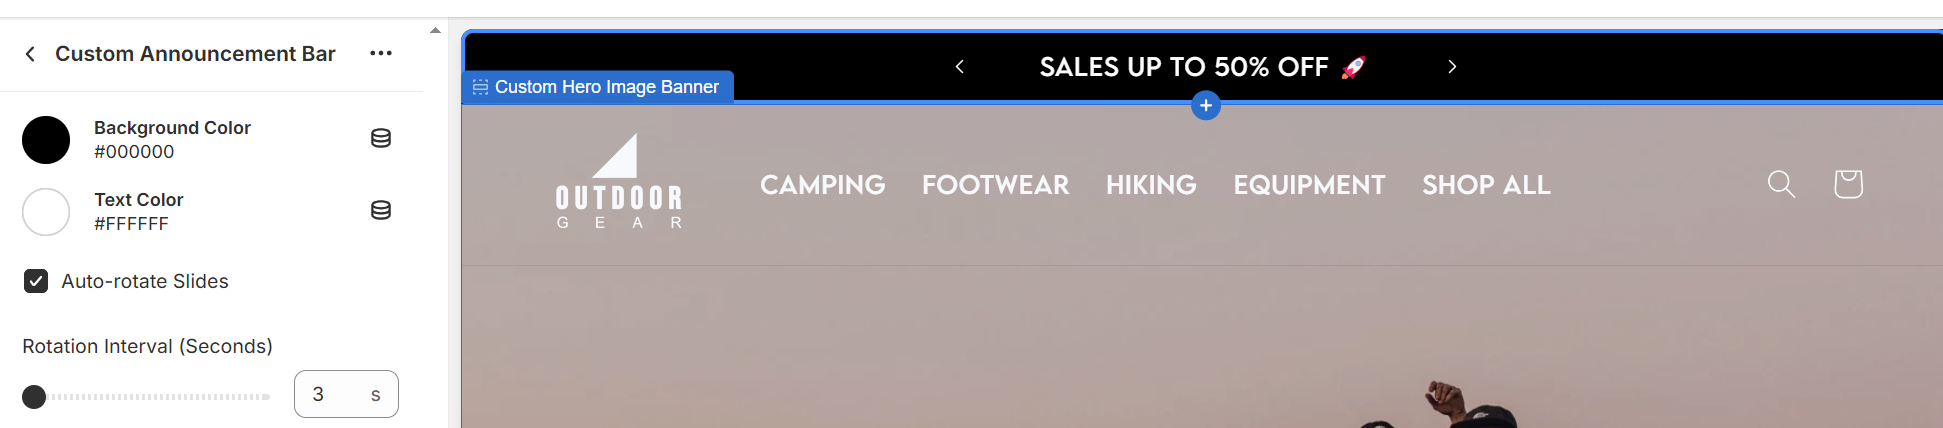 Custom Announcement Bar
Background Color
#000000
Text Color
#FFFFFF
Auto-rotate Slides
Rotation Interval (Seconds)
3 s
SALES UP TO 50% OFF 🚀
Custom Hero Image Banner
OUTDOOR
GEAR
CAMPING FOOTWEAR HIKING EQUIPMENT SHOP ALL